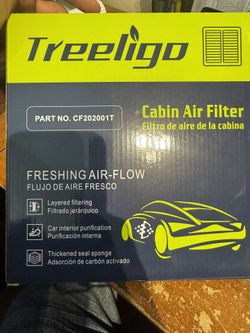 Treeligo
PART NO. CF202001T
Cabin Air Filter
Filtro de aire de la cabina
FRESHING AIR-FLOW
FLUJO DE AIRE FRESCO
Layered filtering
Filtrado jerárquico
Car interior purification
Purificación interna
Thickened seal sponge
Adsorción de carbón activado